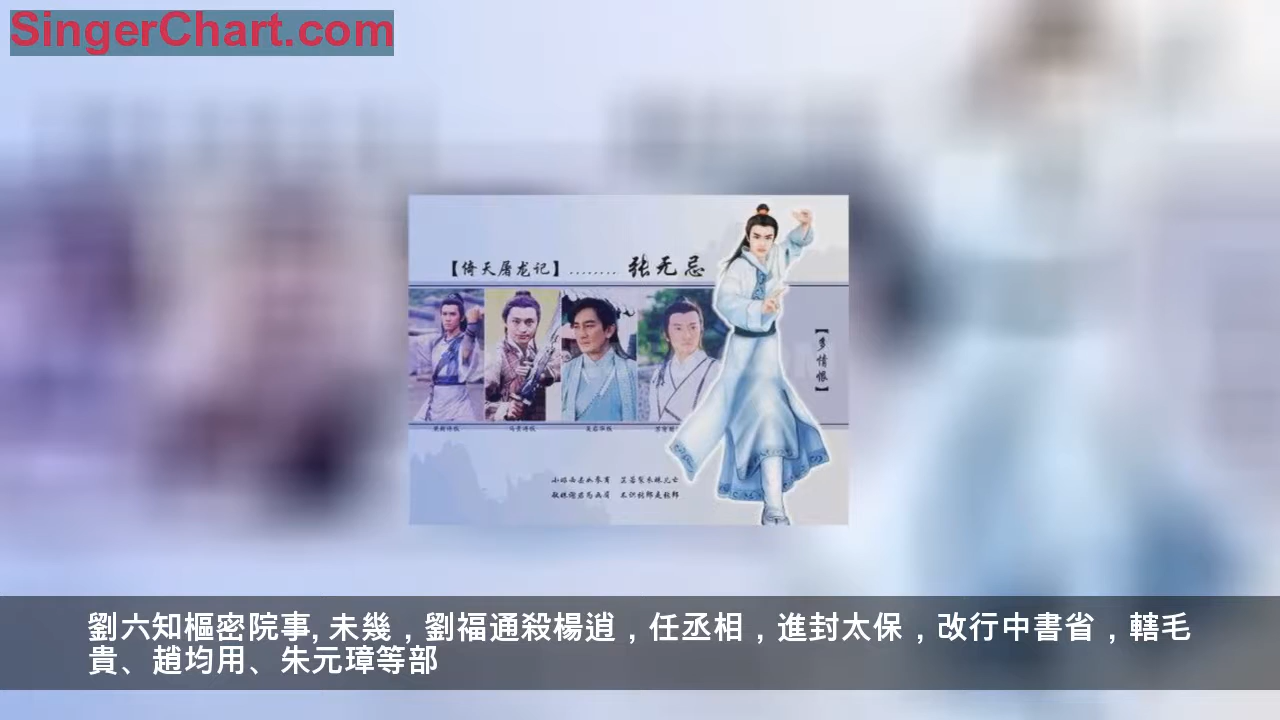 SingerChart.com
【倚天屠龙记】........ 张无忌
【多情恨】
劉六知樞密院事, 未幾，劉福通殺楊逍，任丞相，進封太保，改行中書省，轄毛
貴、趙均用、朱元璋等部